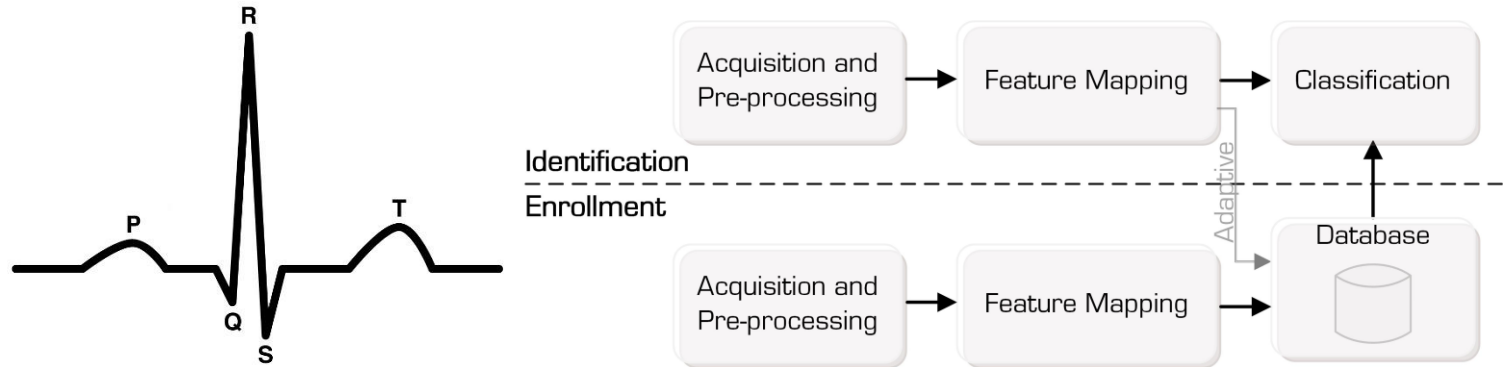 R
P
T
Q
S
Acquisition and
Pre-processing
Feature Mapping
Classification
Identification
Enrollment
Adaptive
Acquisition and
Pre-processing
Feature Mapping
Database